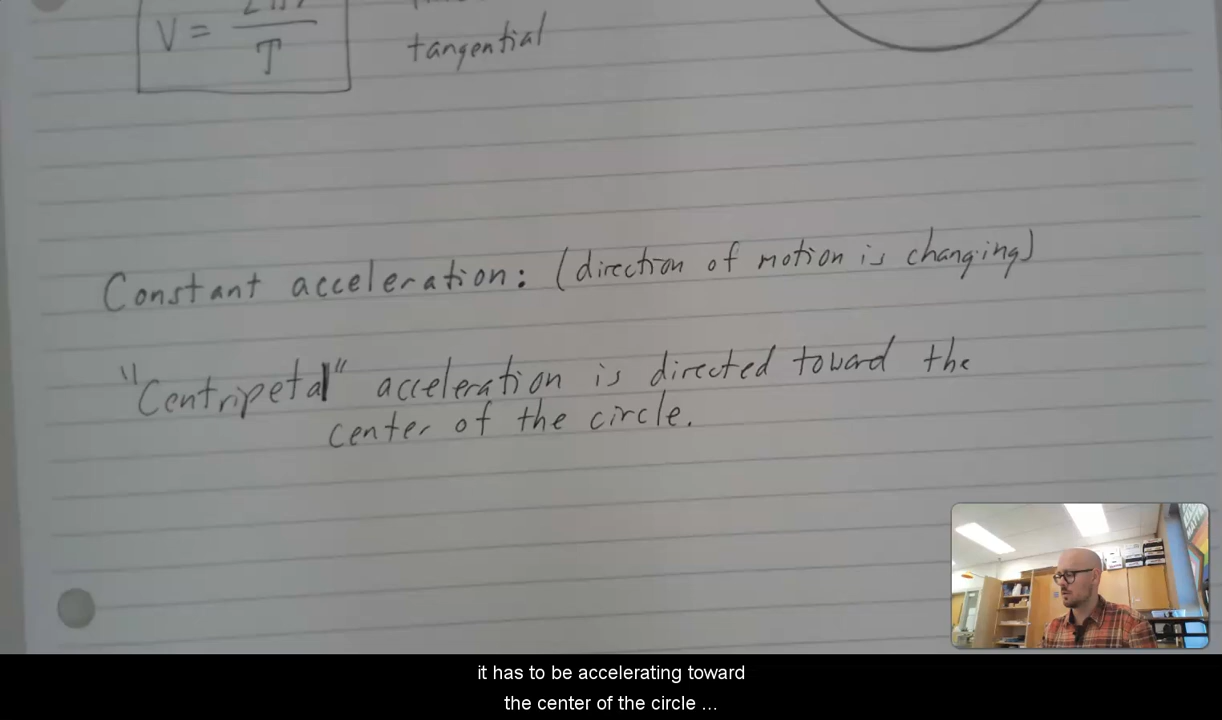 V = 2πr
T
tangential
Constant acceleration: (direction of motion is changing)
"Centripetal" acceleration is directed toward the
center of the circle.
it has to be accelerating toward
the center of the circle ...